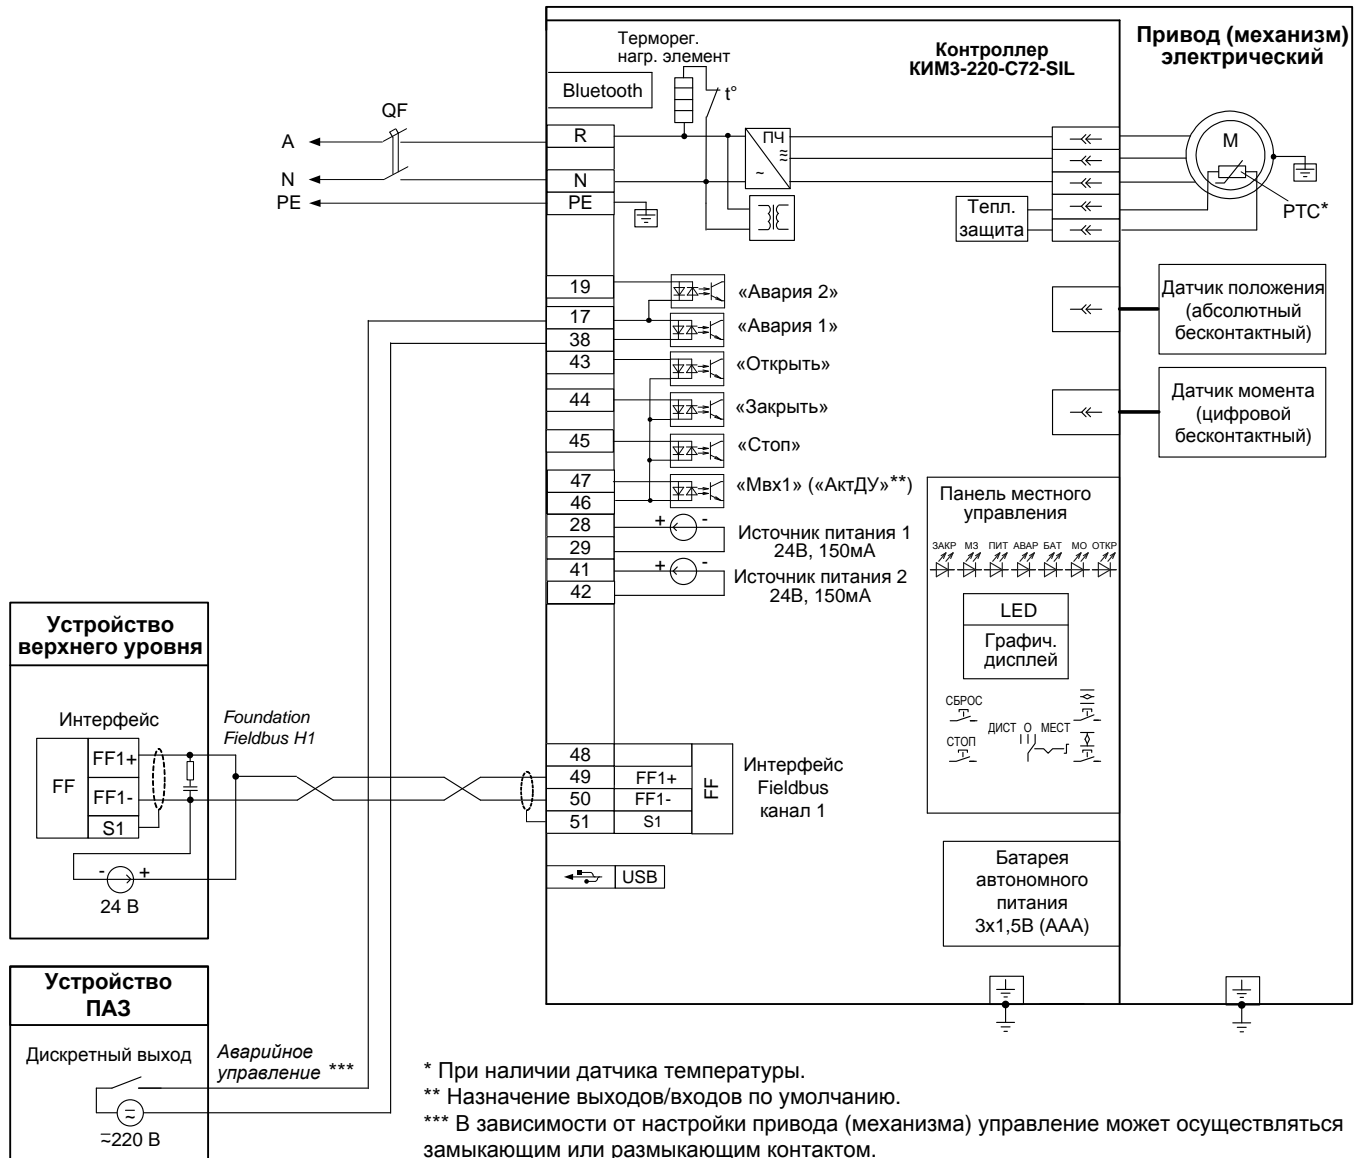 Контроллер
КИМ3-220-С72-SIL
Привод (механизм)
электрический
Терморег.
нагр. элемент
Bluetooth
t°
QF
A
N
PE
R
N
PE
ПЧ
≈
~
M
PTC*
Тепл.
защита
19
17
38
43
44
45
47
46
28
29
41
42
«Авария 2»
«Авария 1»
«Открыть»
«Закрыть»
«Стоп»
«Мвх1» («АктДУ»**)
+ -
Источник питания 1
24В, 150мА
+ -
Источник питания 2
24В, 150мА
Датчик положения
(абсолютный
бесконтактный)
Датчик момента
(цифровой
бесконтактный)
Панель местного
управления
ЗАКР МЗ ПИТ АВАР БАТ МО ОТКР
LED
Графич.
дисплей
СБРОС
СТОП
ДИСТ О МЕСТ
Устройство
верхнего уровня
Интерфейс
FF
FF1+
FF1-
S1
- +
24 В
Foundation
Fieldbus H1
48
49 FF1+
50 FF1-
51 S1
FF
Интерфейс
Fieldbus
канал 1
USB
Батарея
автономного
питания
3х1,5В (ААА)
Устройство
ПАЗ
Дискретный выход
≂220 В
Аварийное
управление ***
* При наличии датчика температуры.
** Назначение выходов/входов по умолчанию.
*** В зависимости от настройки привода (механизма) управление может осуществляться
замыкающим или размыкающим контактом.